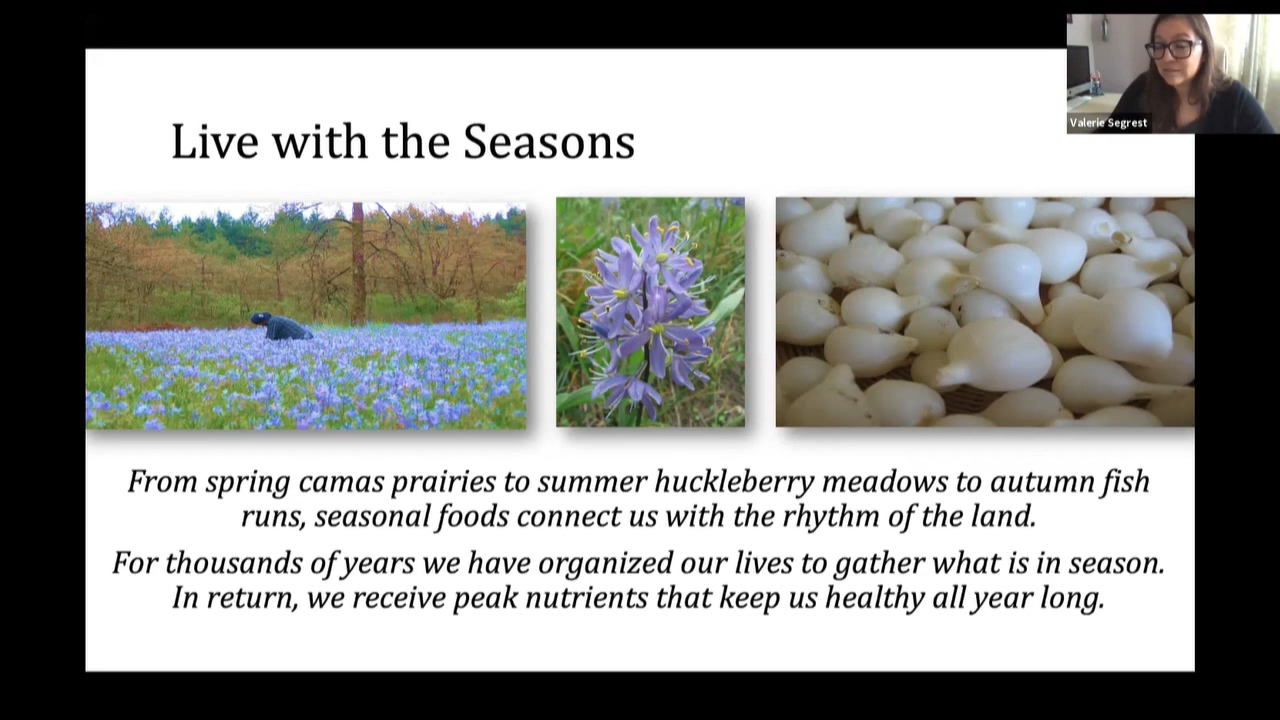 Valerie Segrest
Live with the Seasons
From spring camas prairies to summer huckleberry meadows to autumn fish
runs, seasonal foods connect us with the rhythm of the land.
For thousands of years we have organized our lives to gather what is in season.
In return, we receive peak nutrients that keep us healthy all year long.